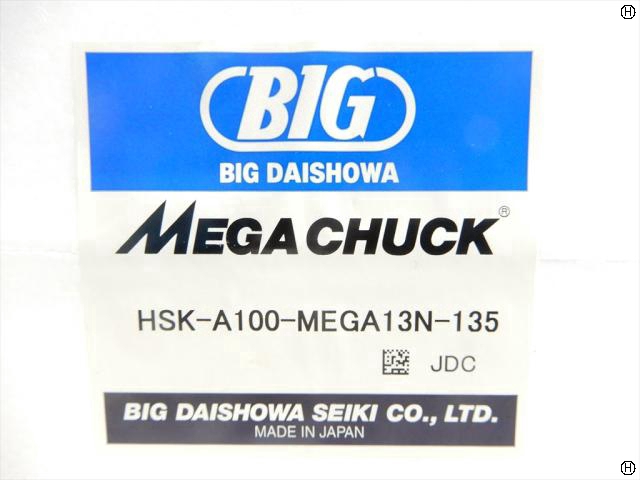 BIG
BIG DAISHOWA
MEGA CHUCK®
HSK-A100-MEGA13N-135
JDC
BIG DAISHOWA SEIKI CO., LTD.
MADE IN JAPAN
H
H